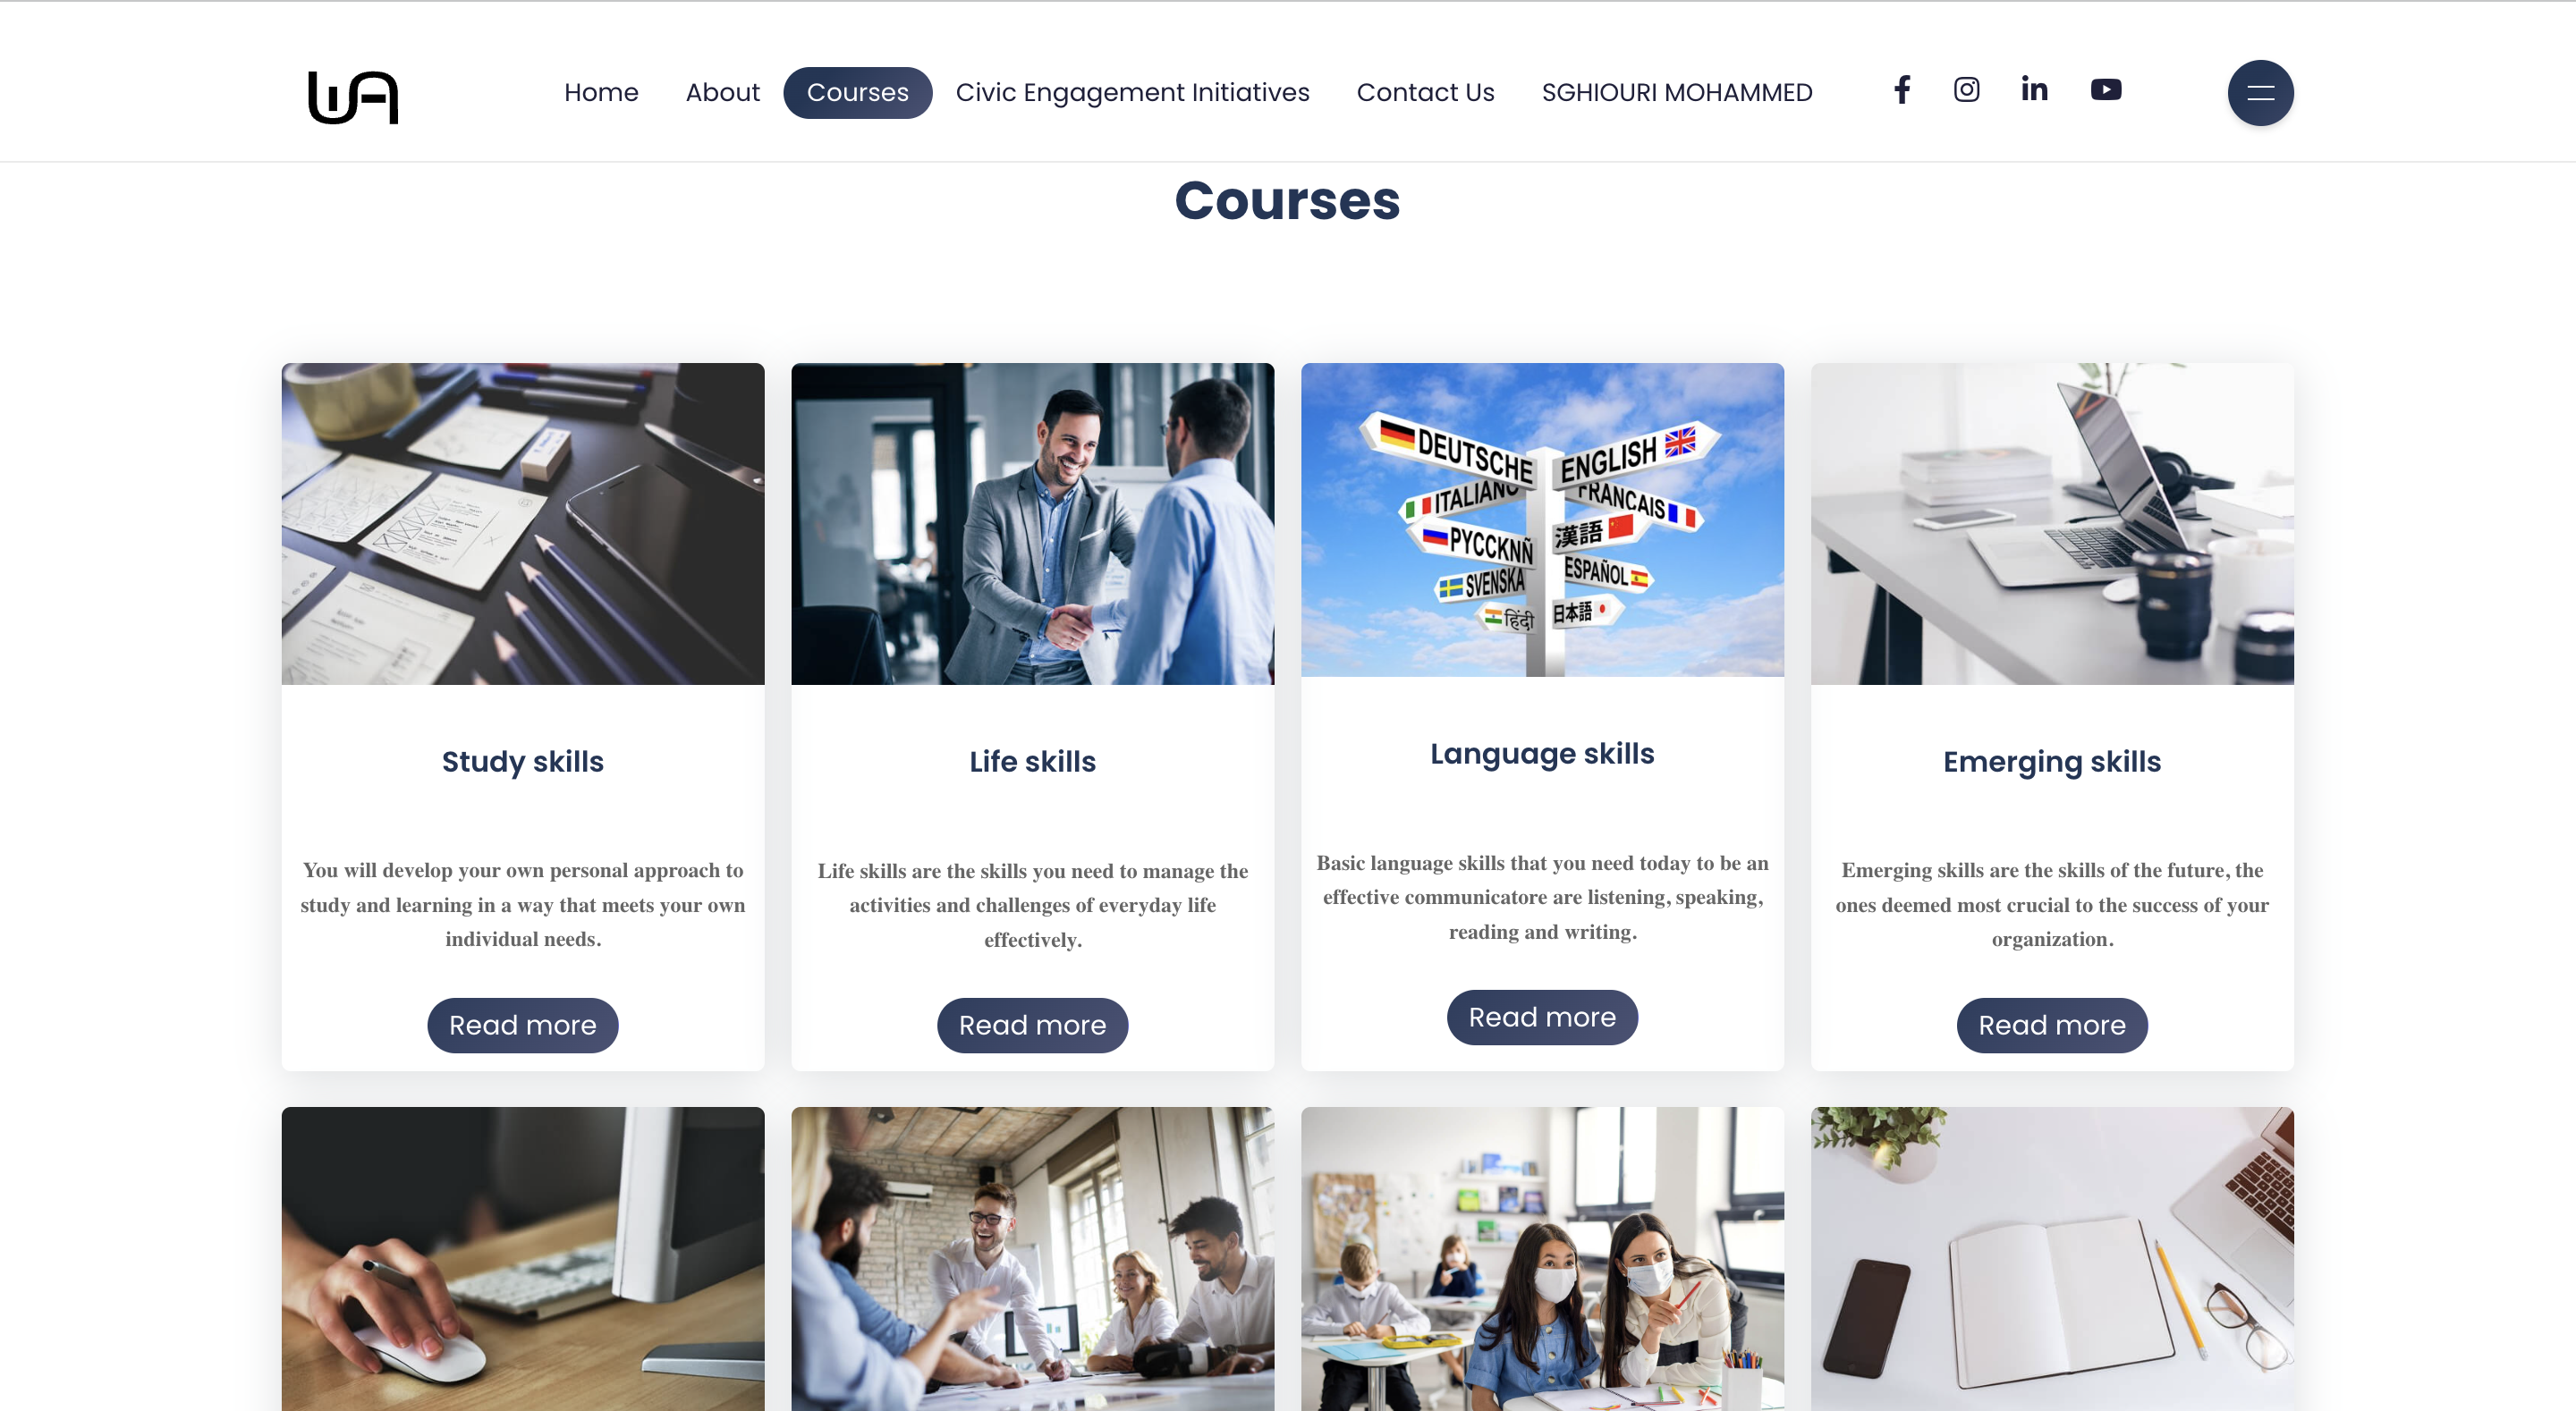 Home About Courses Civic Engagement Initiatives Contact Us SGHIOURI MOHAMMED
Courses
DEUTSCHE
ENGLISH
ITALIANO
FRANCAIS
РУССКNÑ
漢語
SVENSKA
ESPAÑOL
हिंदी
日本語
Study skills
You will develop your own personal approach to
study and learning in a way that meets your own
individual needs.
Read more
Life skills
Life skills are the skills you need to manage the
activities and challenges of everyday life
effectively.
Read more
Language skills
Basic language skills that you need today to be an
effective communicatore are listening, speaking,
reading and writing.
Read more
Emerging skills
Emerging skills are the skills of the future, the
ones deemed most crucial to the success of your
organization.
Read more